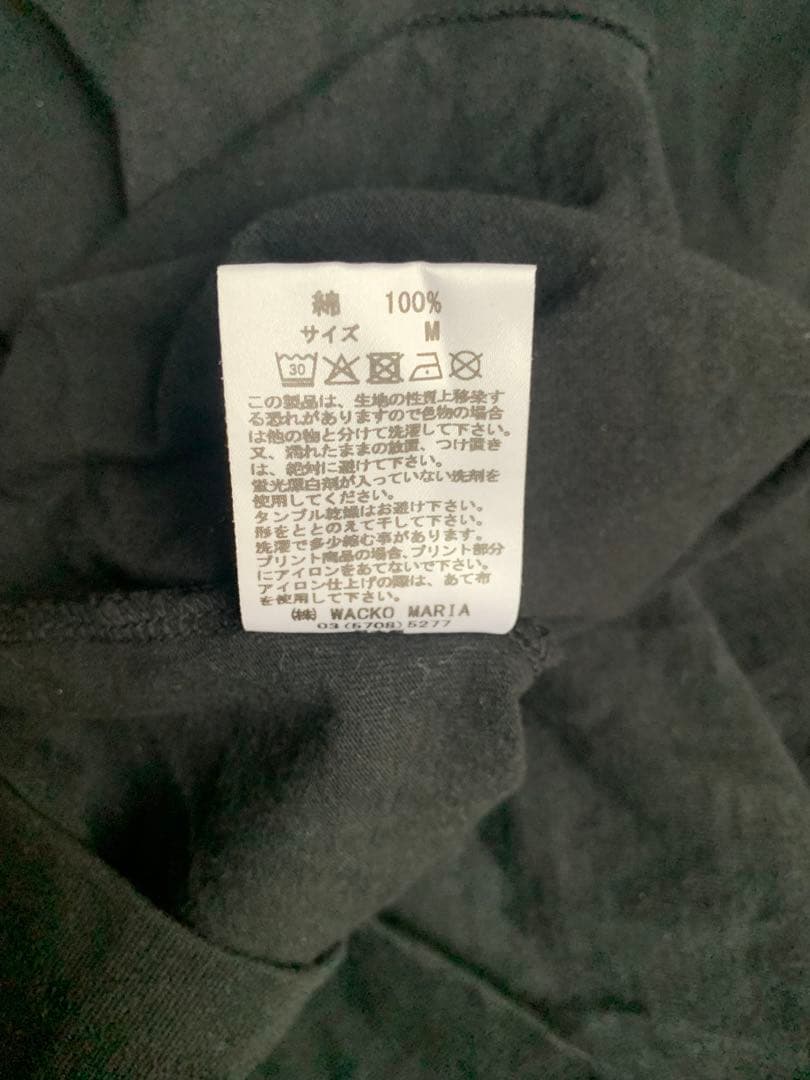 綿 100%
サイズ M
30
この製品は、生地の性質上移染す
る恐れがありますので色物の場合
は他の物と分けて洗濯して下さい。
又、濡れたままの放置、つけ置き
は、絶対に避けて下さい。
蛍光漂白剤が入っていない洗剤を
使用してください。
タンブル乾燥はお避け下さい。
形をととのえて干して下さい。
洗濯で多少縮む事があります。
プリント商品の場合、プリント部分
にアイロンをあてないで下さい。
アイロン仕上げの際は、あて布
を使用して下さい。
(株) WACKO MARIA
03(5708)5277